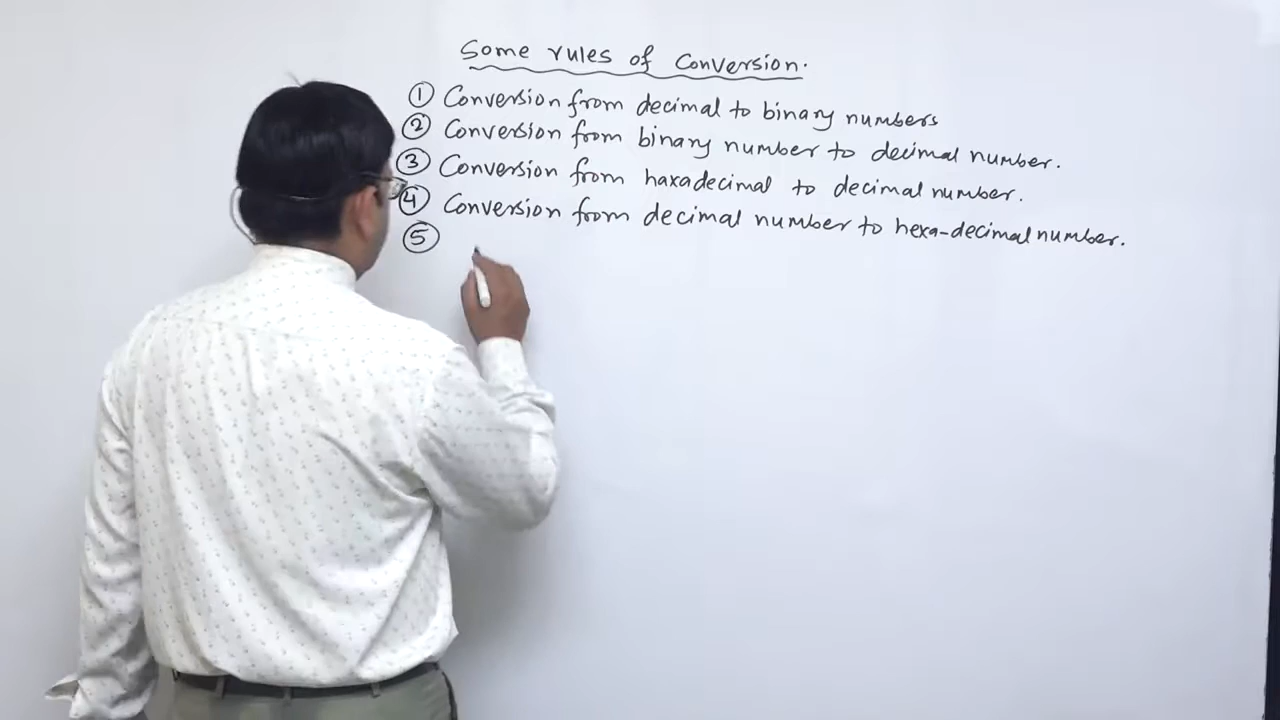 Some rules of Conversion.
① Conversion from decimal to binary numbers
② Conversion from binary number to decimal number.
③ Conversion from haxadecimal to decimal number.
④ Conversion from decimal number to hexa-decimal number.
⑤